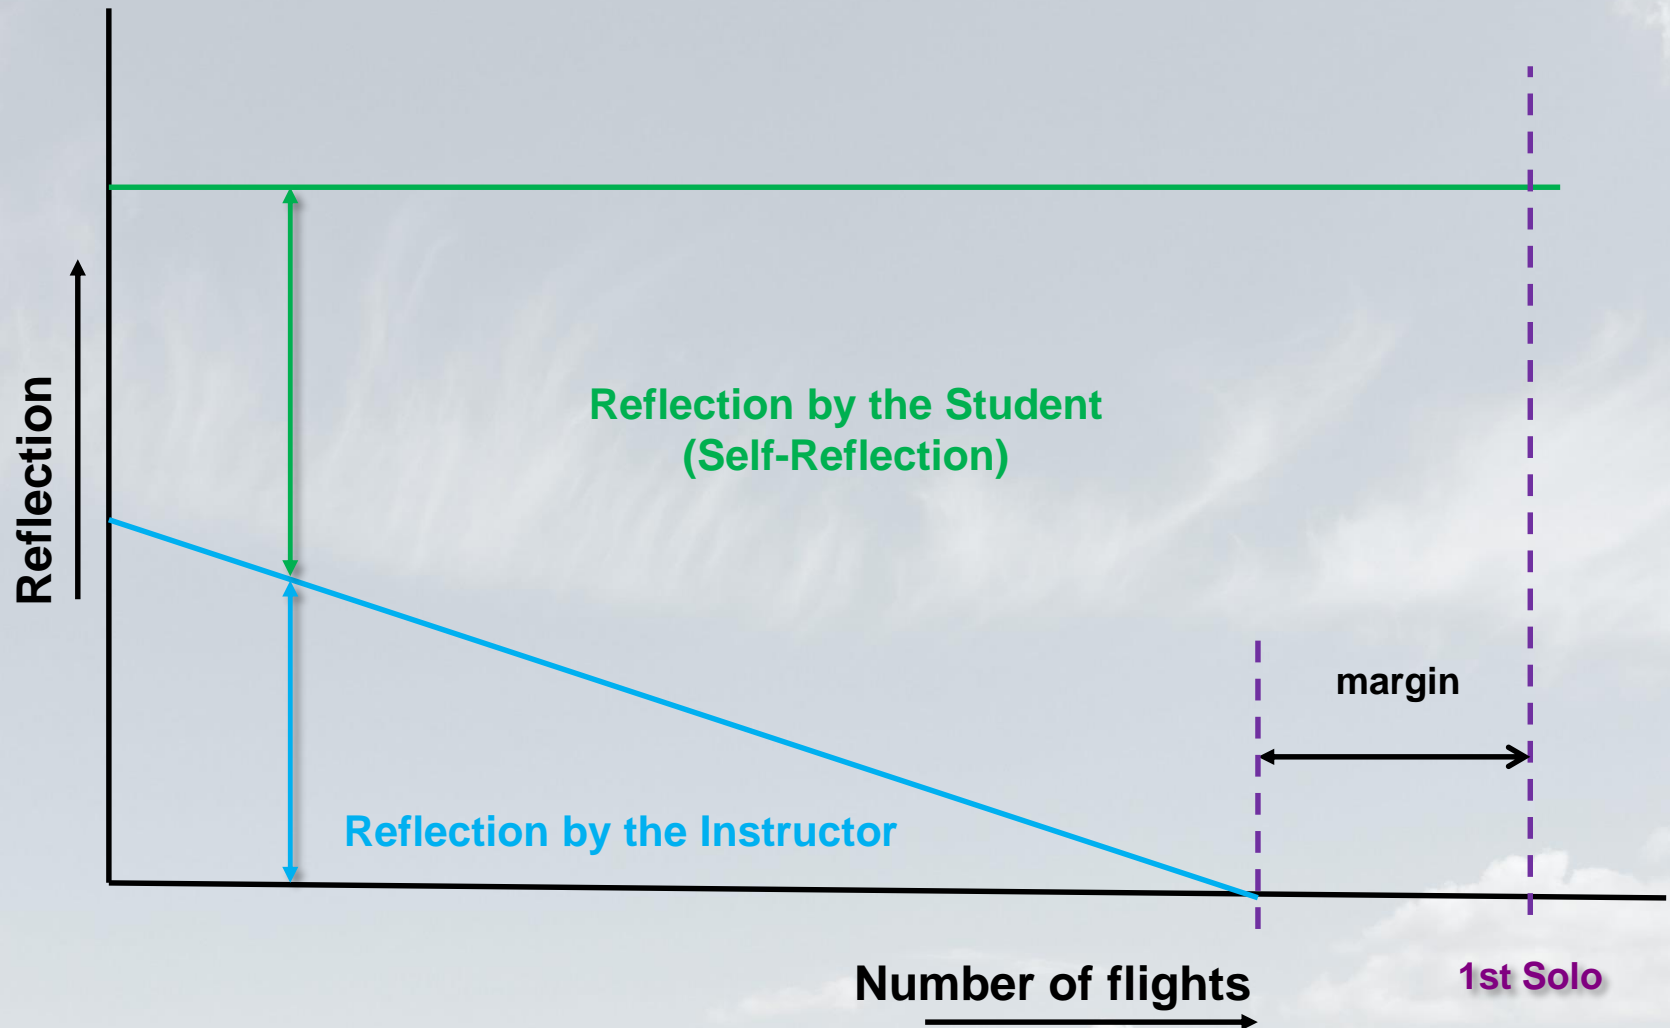 Reflection
Reflection by the Student
(Self-Reflection)
margin
Reflection by the Instructor
Number of flights
1st Solo